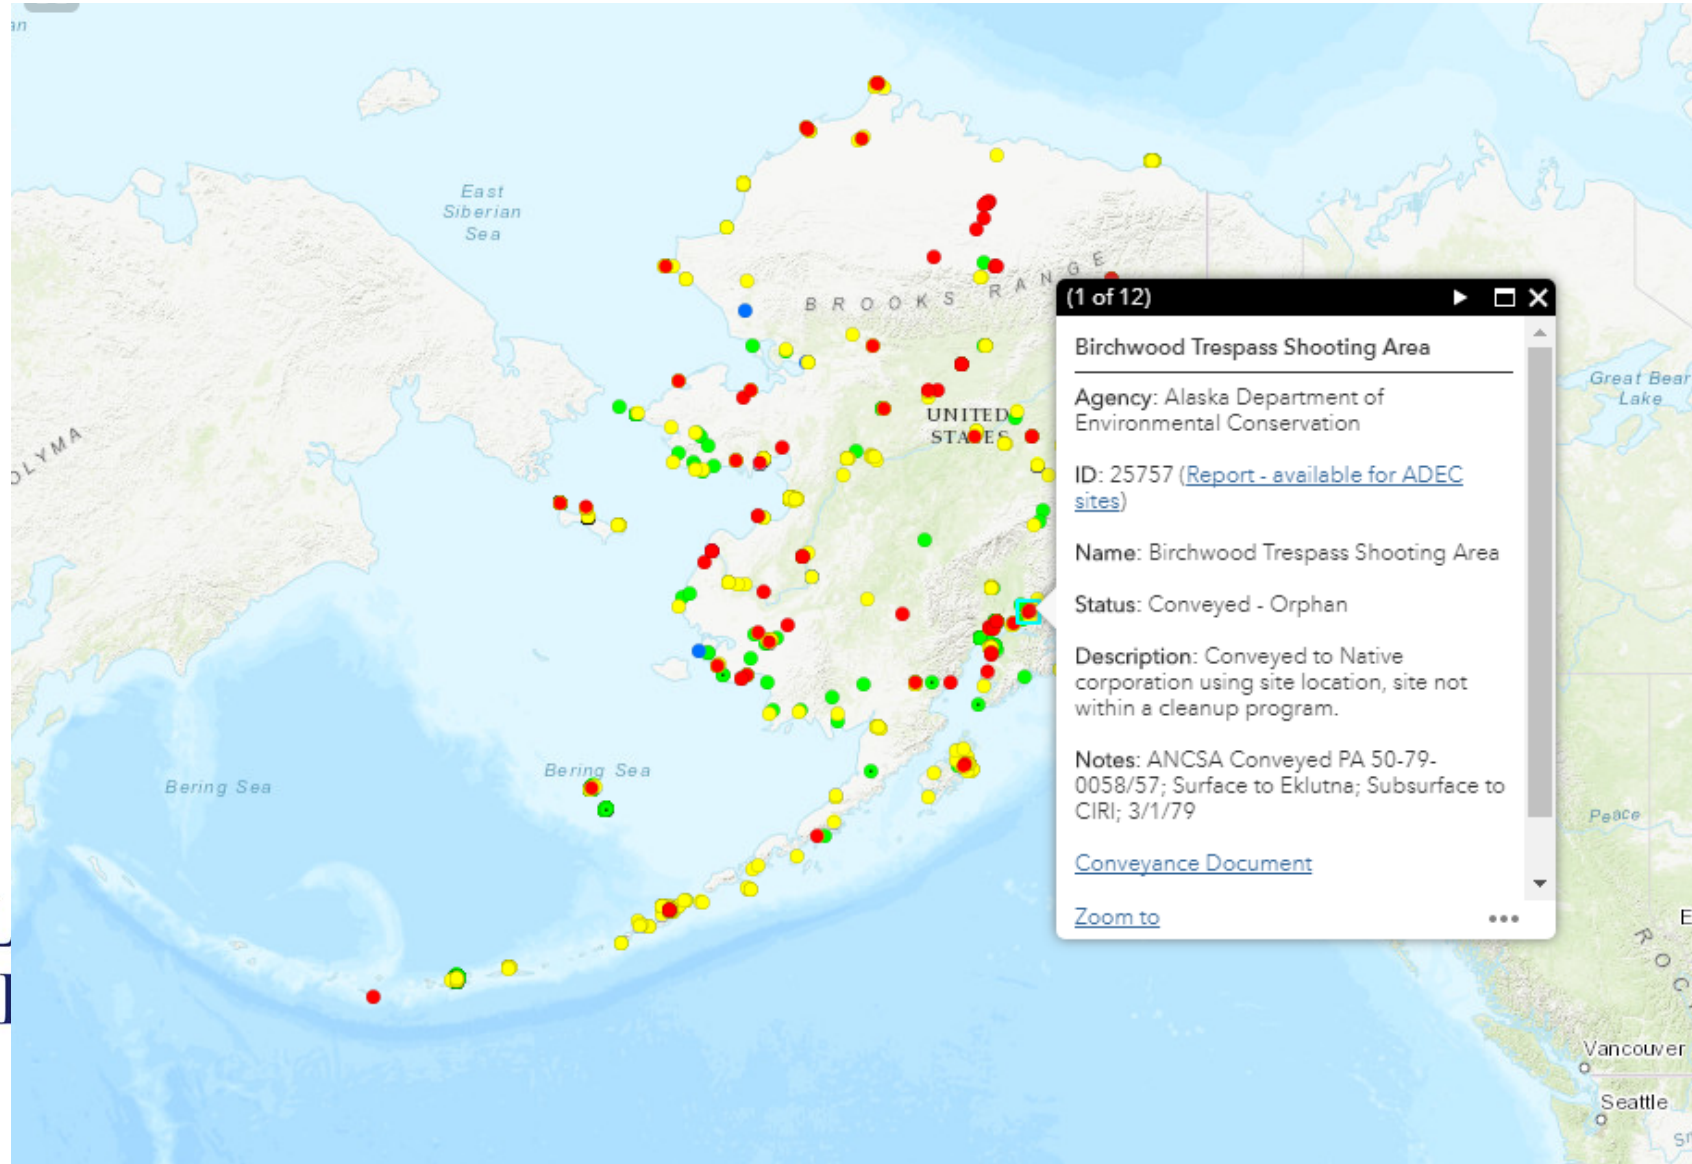 East
Siberian
Sea
BROOKS RANGE
UNITED
STATES
OLYMA
Bering Sea
Bering Sea
(1 of 12)
Birchwood Trespass Shooting Area
Agency: Alaska Department of
Environmental Conservation
ID: 25757 (Report - available for ADEC
sites)
Name: Birchwood Trespass Shooting Area
Status: Conveyed - Orphan
Description: Conveyed to Native
corporation using site location, site not
within a cleanup program.
Notes: ANCSA Conveyed PA 50-79-
0058/57; Surface to Eklutna; Subsurface to
CIRI; 3/1/79
Conveyance Document
Zoom to
Great Bear
Lake
Peace
E
ROC
Vancouver
Seattle